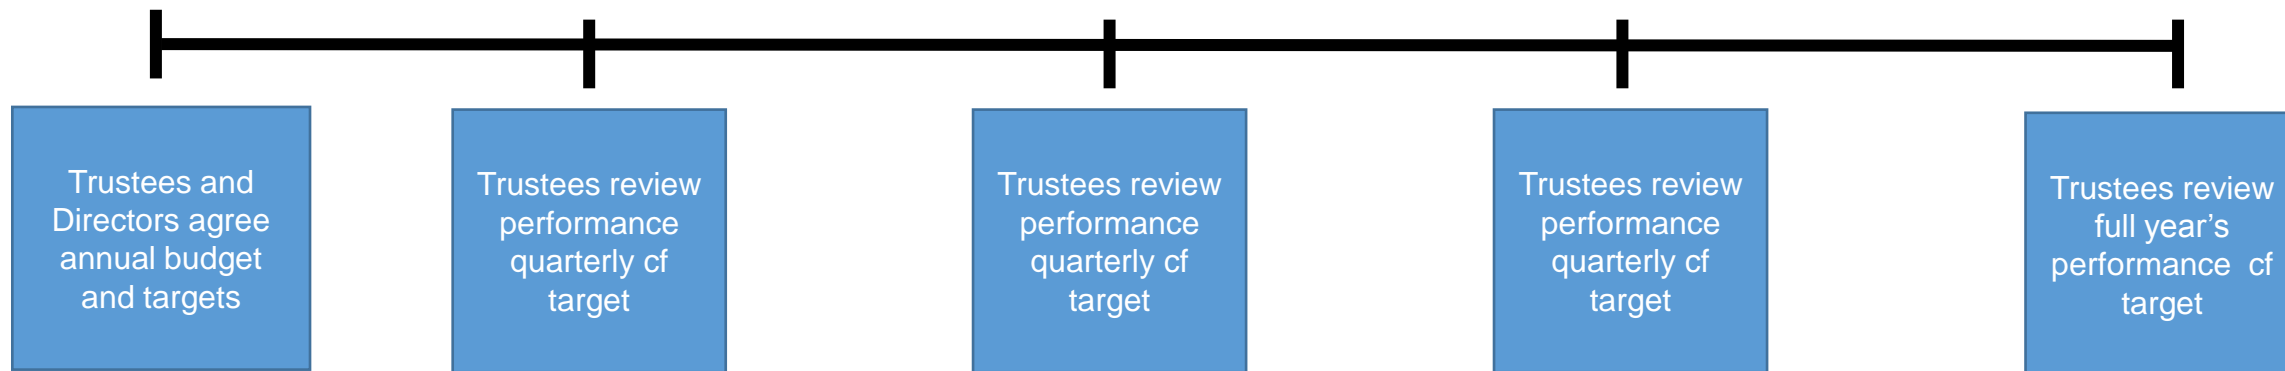 Trustees and
Directors agree
annual budget
and targets
Trustees review
performance
quarterly cf
target
Trustees review
performance
quarterly cf
target
Trustees review
performance
quarterly cf
target
Trustees review
full year’s
performance  cf
target